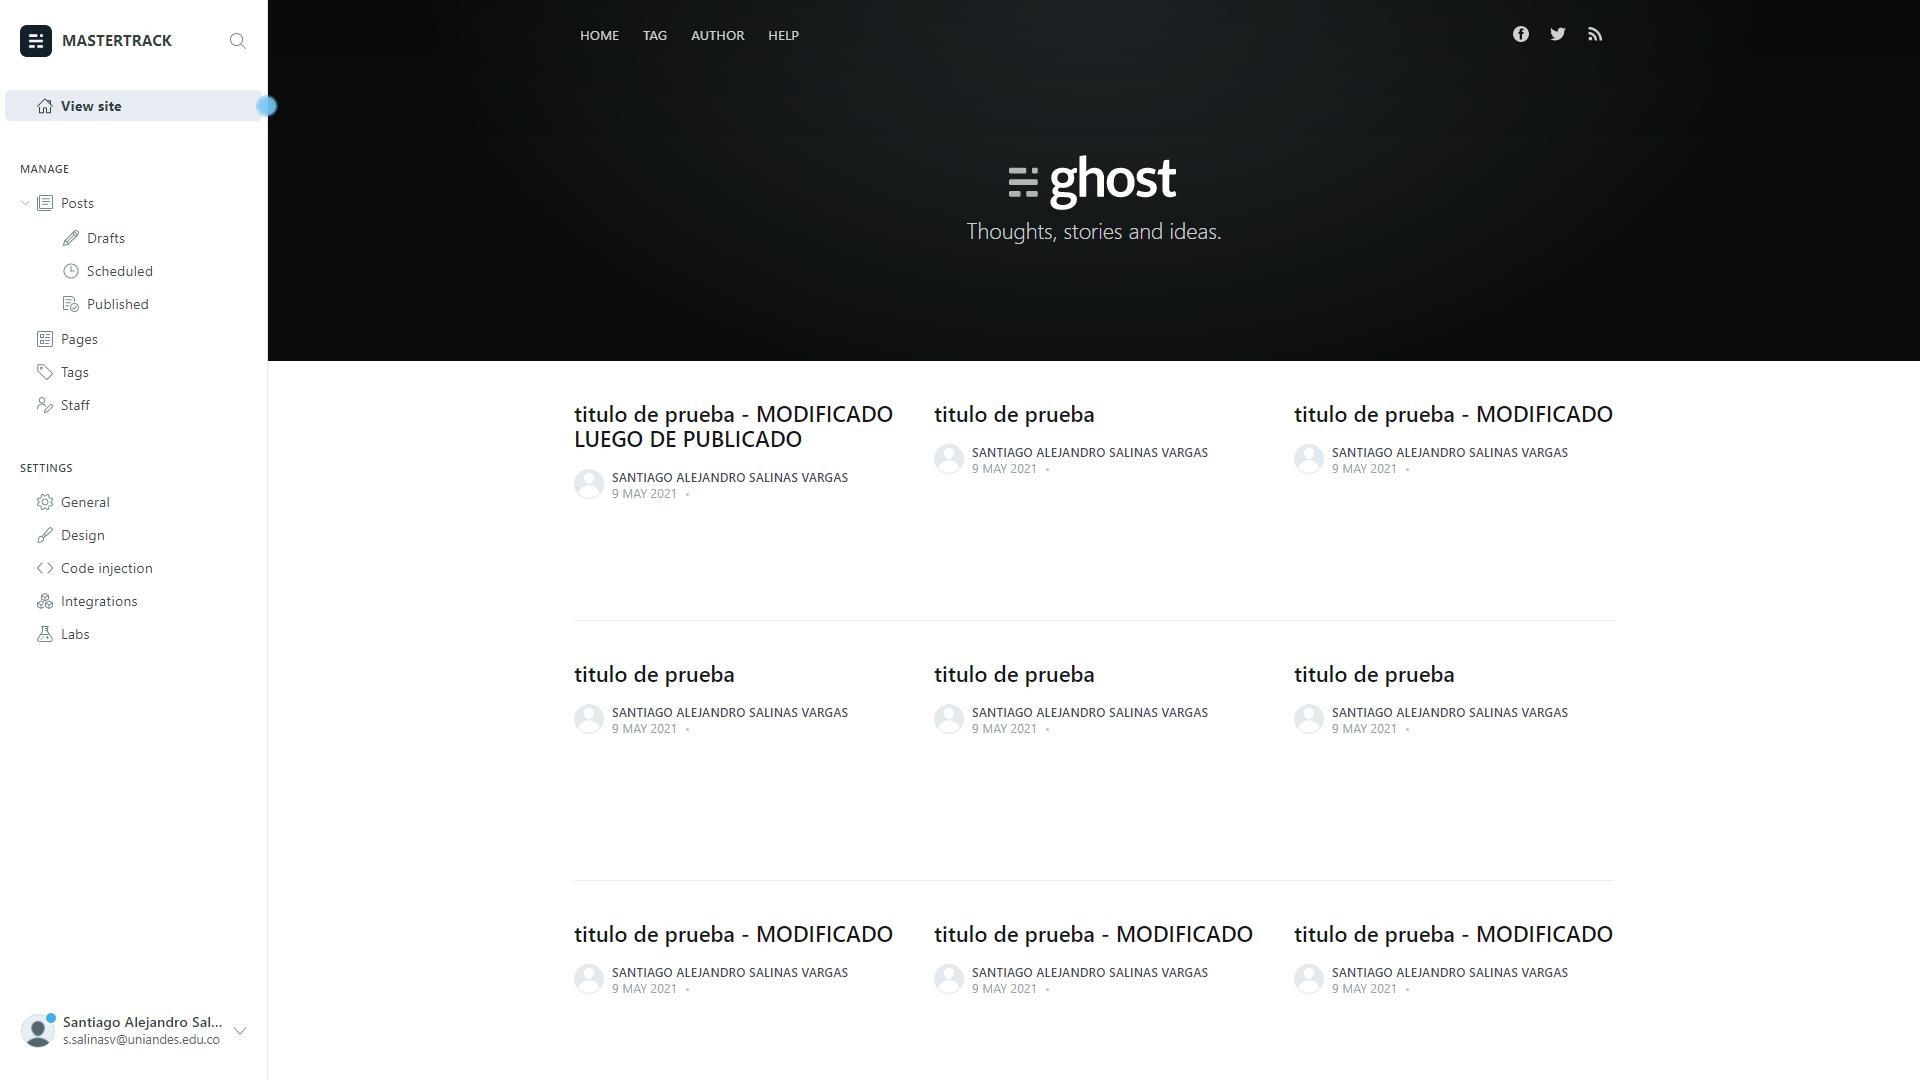 MASTERTRACK
View site
MANAGE
Posts
Drafts
Scheduled
Published
Pages
Tags
Staff
SETTINGS
General
Design
Code injection
Integrations
Labs
Santiago Alejandro Sal...
s.salinasv@uniandes.edu.co
HOME TAG AUTHOR HELP
ghost
Thoughts, stories and ideas.
titulo de prueba - MODIFICADO
LUEGO DE PUBLICADO
SANTIAGO ALEJANDRO SALINAS VARGAS
9 MAY 2021 •
titulo de prueba
SANTIAGO ALEJANDRO SALINAS VARGAS
9 MAY 2021 •
titulo de prueba - MODIFICADO
SANTIAGO ALEJANDRO SALINAS VARGAS
9 MAY 2021 •
titulo de prueba
SANTIAGO ALEJANDRO SALINAS VARGAS
9 MAY 2021 •
titulo de prueba
SANTIAGO ALEJANDRO SALINAS VARGAS
9 MAY 2021 •
titulo de prueba
SANTIAGO ALEJANDRO SALINAS VARGAS
9 MAY 2021 •
titulo de prueba - MODIFICADO
SANTIAGO ALEJANDRO SALINAS VARGAS
9 MAY 2021 •
titulo de prueba - MODIFICADO
SANTIAGO ALEJANDRO SALINAS VARGAS
9 MAY 2021 •
titulo de prueba - MODIFICADO
SANTIAGO ALEJANDRO SALINAS VARGAS
9 MAY 2021 •